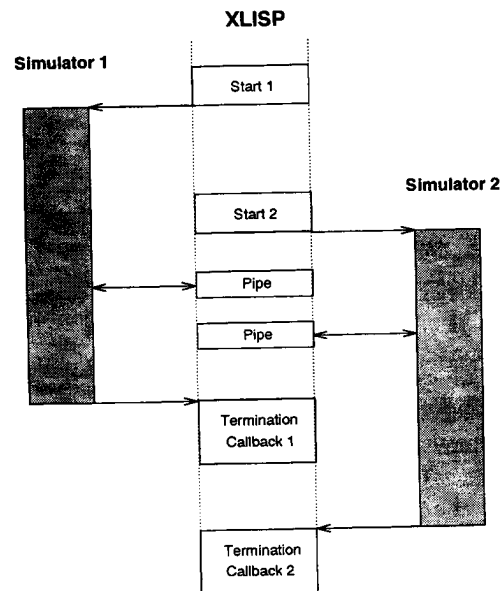 XLISP
Simulator 1
Start 1
Simulator 2
Start 2
Pipe
Pipe
Termination
Callback 1
Termination
Callback 2